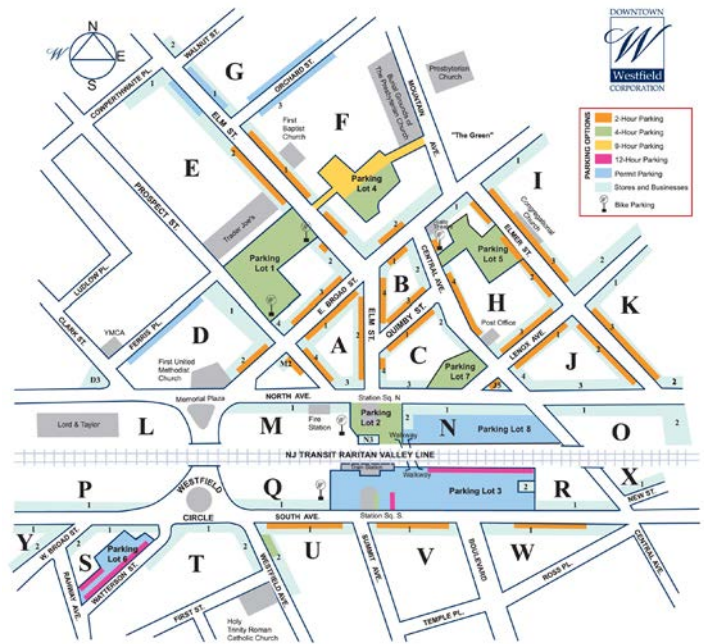 N
W E
S
DOWNTOWN
W
Westfield
CORPORATION
PARKING OPTIONS
2-Hour Parking
4-Hour Parking
12-Hour Parking
Permit Parking
Stores and Businesses
Bike Parking
WALNUT ST.
COWPERTHWAITE PL.
G
ORCHARD ST.
ELM ST.
First
Baptist
Church
F
Burial Grounds of
The Presbyterian Church
MOUNTAIN
AVE.
Presbyterian
Church
"The Green"
E
PROSPECT ST.
Trader Joe's
Parking
Lot 4
Parking
Lot 1
I
Congregational
Church
ELMER ST.
Parking
Lot 5
CENTRAL AVE.
B
H
K
LUDLOW PL.
CLARK ST.
YMCA
FERRIS PL.
D
E. BROAD ST.
A
ELM ST.
QUIMBY ST.
C
Post Office
LENOX AVE.
J
First United
Methodist
Church
D3
M2
Parking
Lot 7
J5
Memorial Plaza
NORTH AVE.
Station Sq. N
Lord & Taylor
L
M
Fire
Station
Parking
Lot 2
N3
Walkway
N
Parking Lot 8
O
NJ TRANSIT RARITAN VALLEY LINE
Train Station
Walkway
P
WESTFIELD
CIRCLE
Q
Parking Lot 3
2
R
X
NEW ST.
SOUTH AVE.
Station Sq. S.
Y
W. BROAD ST.
S
Parking
Lot 6
RAHWAY AVE.
WATTERSON ST.
T
WESTFIELD AVE.
U
SUMMIT AVE.
V
BOULEVARD
W
ROSS PL.
CENTRAL AVE.
FIRST ST.
Holy
Trinity Roman
Catholic Church
TEMPLE PL.